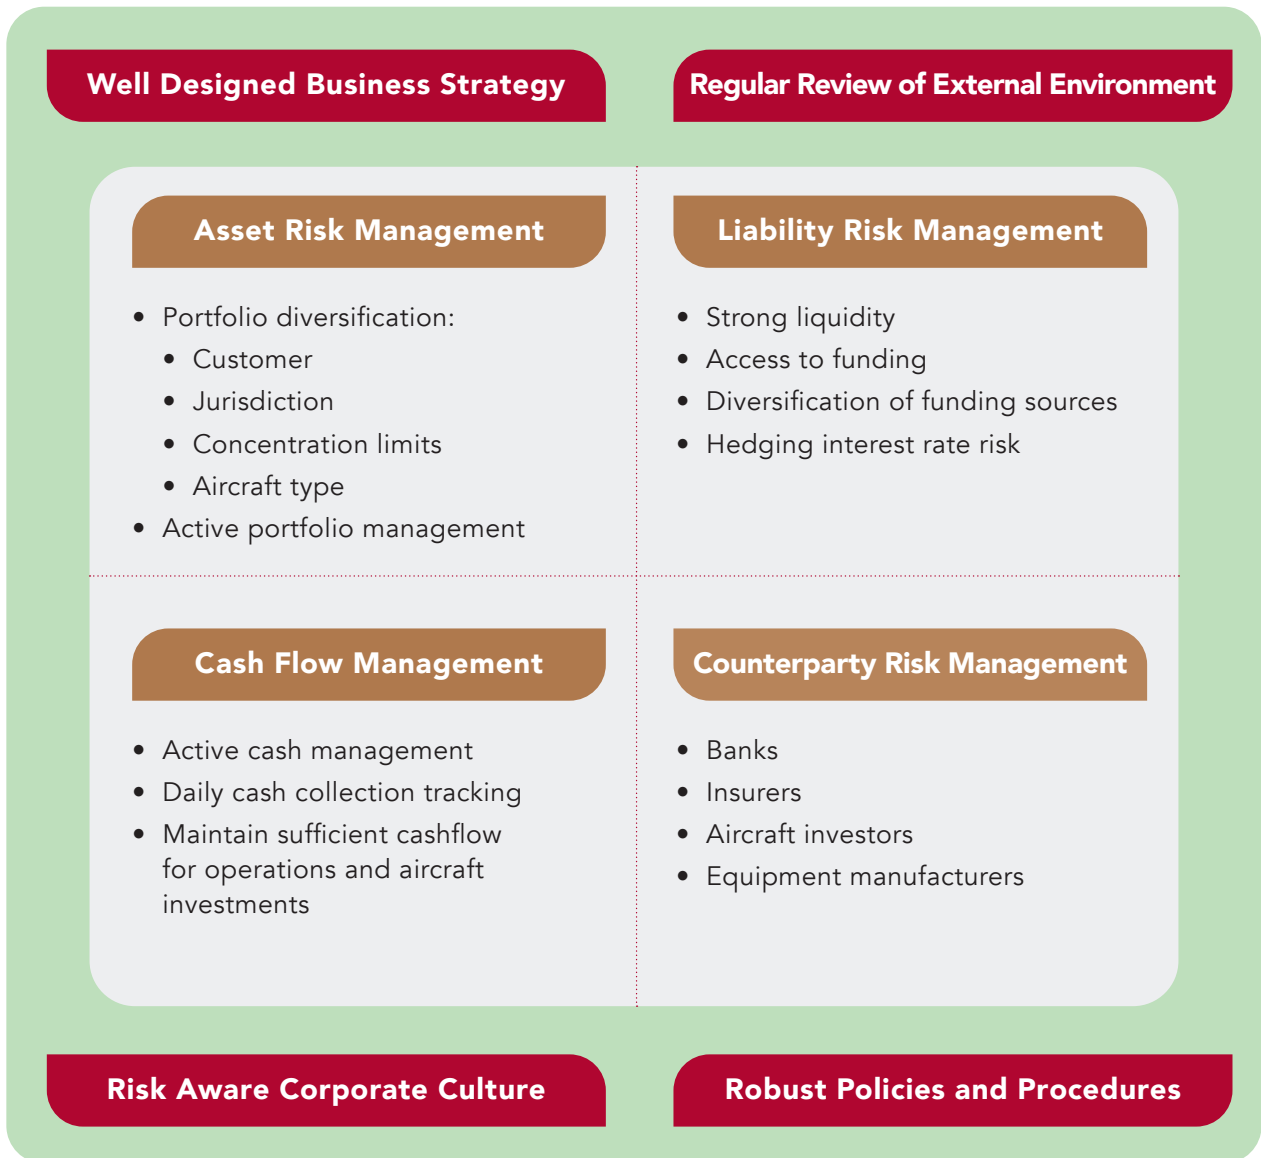 Well Designed Business Strategy
Regular Review of External Environment
Asset Risk Management
• Portfolio diversification:
• Customer
• Jurisdiction
• Concentration limits
• Aircraft type
• Active portfolio management
Liability Risk Management
• Strong liquidity
• Access to funding
• Diversification of funding sources
• Hedging interest rate risk
Cash Flow Management
• Active cash management
• Daily cash collection tracking
• Maintain sufficient cashflow
for operations and aircraft
investments
Counterparty Risk Management
• Banks
• Insurers
• Aircraft investors
• Equipment manufacturers
Risk Aware Corporate Culture
Robust Policies and Procedures